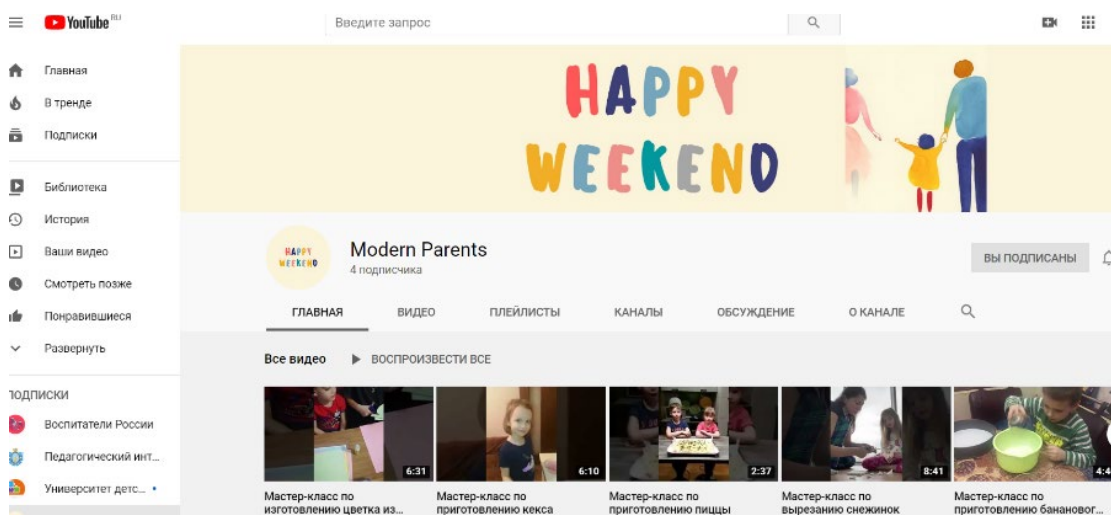 YouTube RU
Введите запрос
Главная
В тренде
Подписки
Библиотека
История
Ваши видео
Смотреть позже
Понравившиеся
Развернуть
ПОДПИСКИ
Воспитатели России
Педагогический инт...
Университет детс...
HAPPY
WEEKEND
HAPPY
WEEKEND
Modern Parents
4 подписчика
ВЫ ПОДПИСАНЫ
ГЛАВНАЯ ВИДЕО ПЛЕЙЛИСТЫ КАНАЛЫ ОБСУЖДЕНИЕ О КАНАЛЕ
Все видео ВОСПРОИЗВЕСТИ ВСЕ
6:31
Мастер-класс по
изготовлению цветка из...
6:10
Мастер-класс по
приготовлению кекса
2:37
Мастер-класс по
приготовлению пиццы
8:41
Мастер-класс по
вырезанию снежинок
Мастер-класс по
приготовлению бананового...